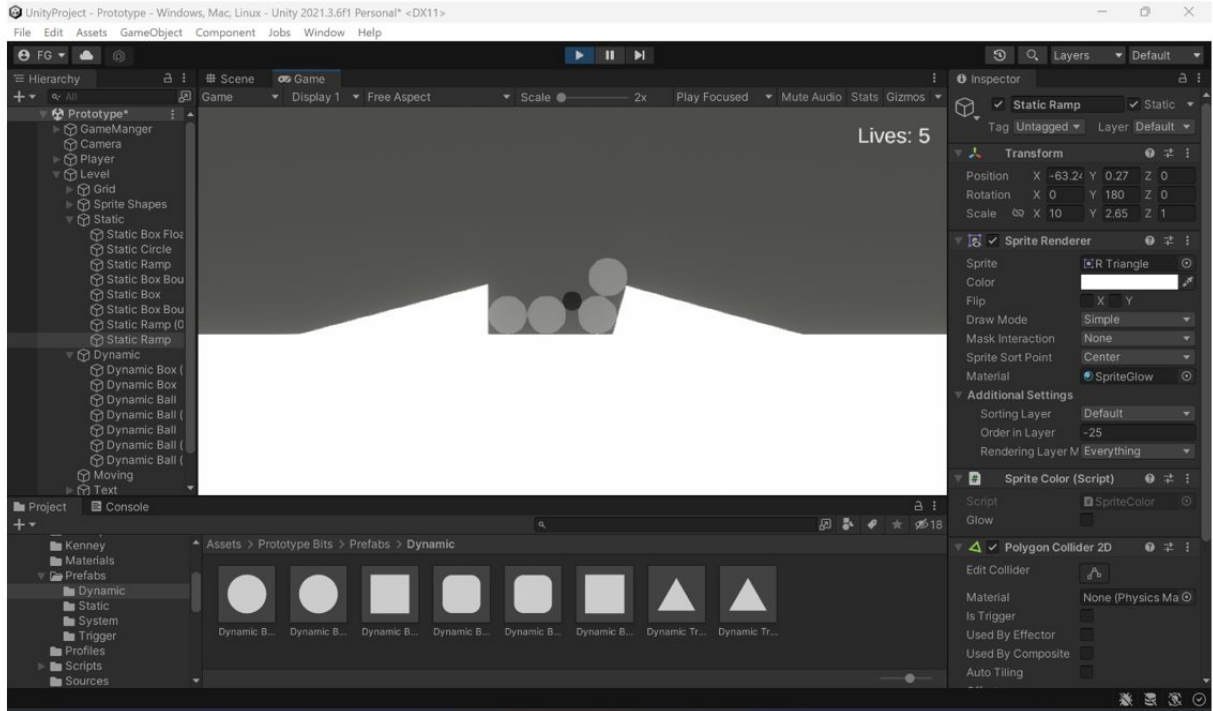 UnityProject - Prototype - Windows, Mac, Linux - Unity 2021.3.6f1 Personal* <DX11>
File Edit Assets GameObject Component Jobs Window Help
FG Layers Default
Hierarchy Scene Game Inspector
All Game Display 1 Free Aspect Scale 2x Play Focused Mute Audio Stats Gizmos
Prototype* Static Ramp Static
GameManger Lives: 5 Tag Untagged Layer Default
Camera
Player Transform
Level Position X -63.24 Y 0.27 Z 0
Grid Rotation X 0 Y 180 Z 0
Sprite Shapes Scale X 10 Y 2.65 Z 1
Static
Static Box Floa Sprite Renderer
Static Circle Sprite R Triangle
Static Ramp Color
Static Box Bou Flip X Y
Static Box Draw Mode Simple
Static Box Bou Mask Interaction None
Static Ramp (0 Sprite Sort Point Center
Static Ramp Material SpriteGlow
Dynamic Additional Settings
Dynamic Box ( Sorting Layer Default
Dynamic Box Order in Layer -25
Dynamic Ball Rendering Layer M Everything
Dynamic Ball (
Dynamic Ball Sprite Color (Script)
Dynamic Ball ( Script SpriteColor
Dynamic Ball ( Glow
Moving
Text
Project Console Polygon Collider 2D
18
Kenney Assets > Prototype Bits > Prefabs > Dynamic Edit Collider
Materials Material None (Physics Ma
Prefabs Is Trigger
Dynamic Used By Effector
Static Used By Composite
System Auto Tiling
Trigger Dynamic B... Dynamic B... Dynamic B... Dynamic B... Dynamic B... Dynamic B... Dynamic Tr... Dynamic Tr...
Profiles
Scripts
Sources